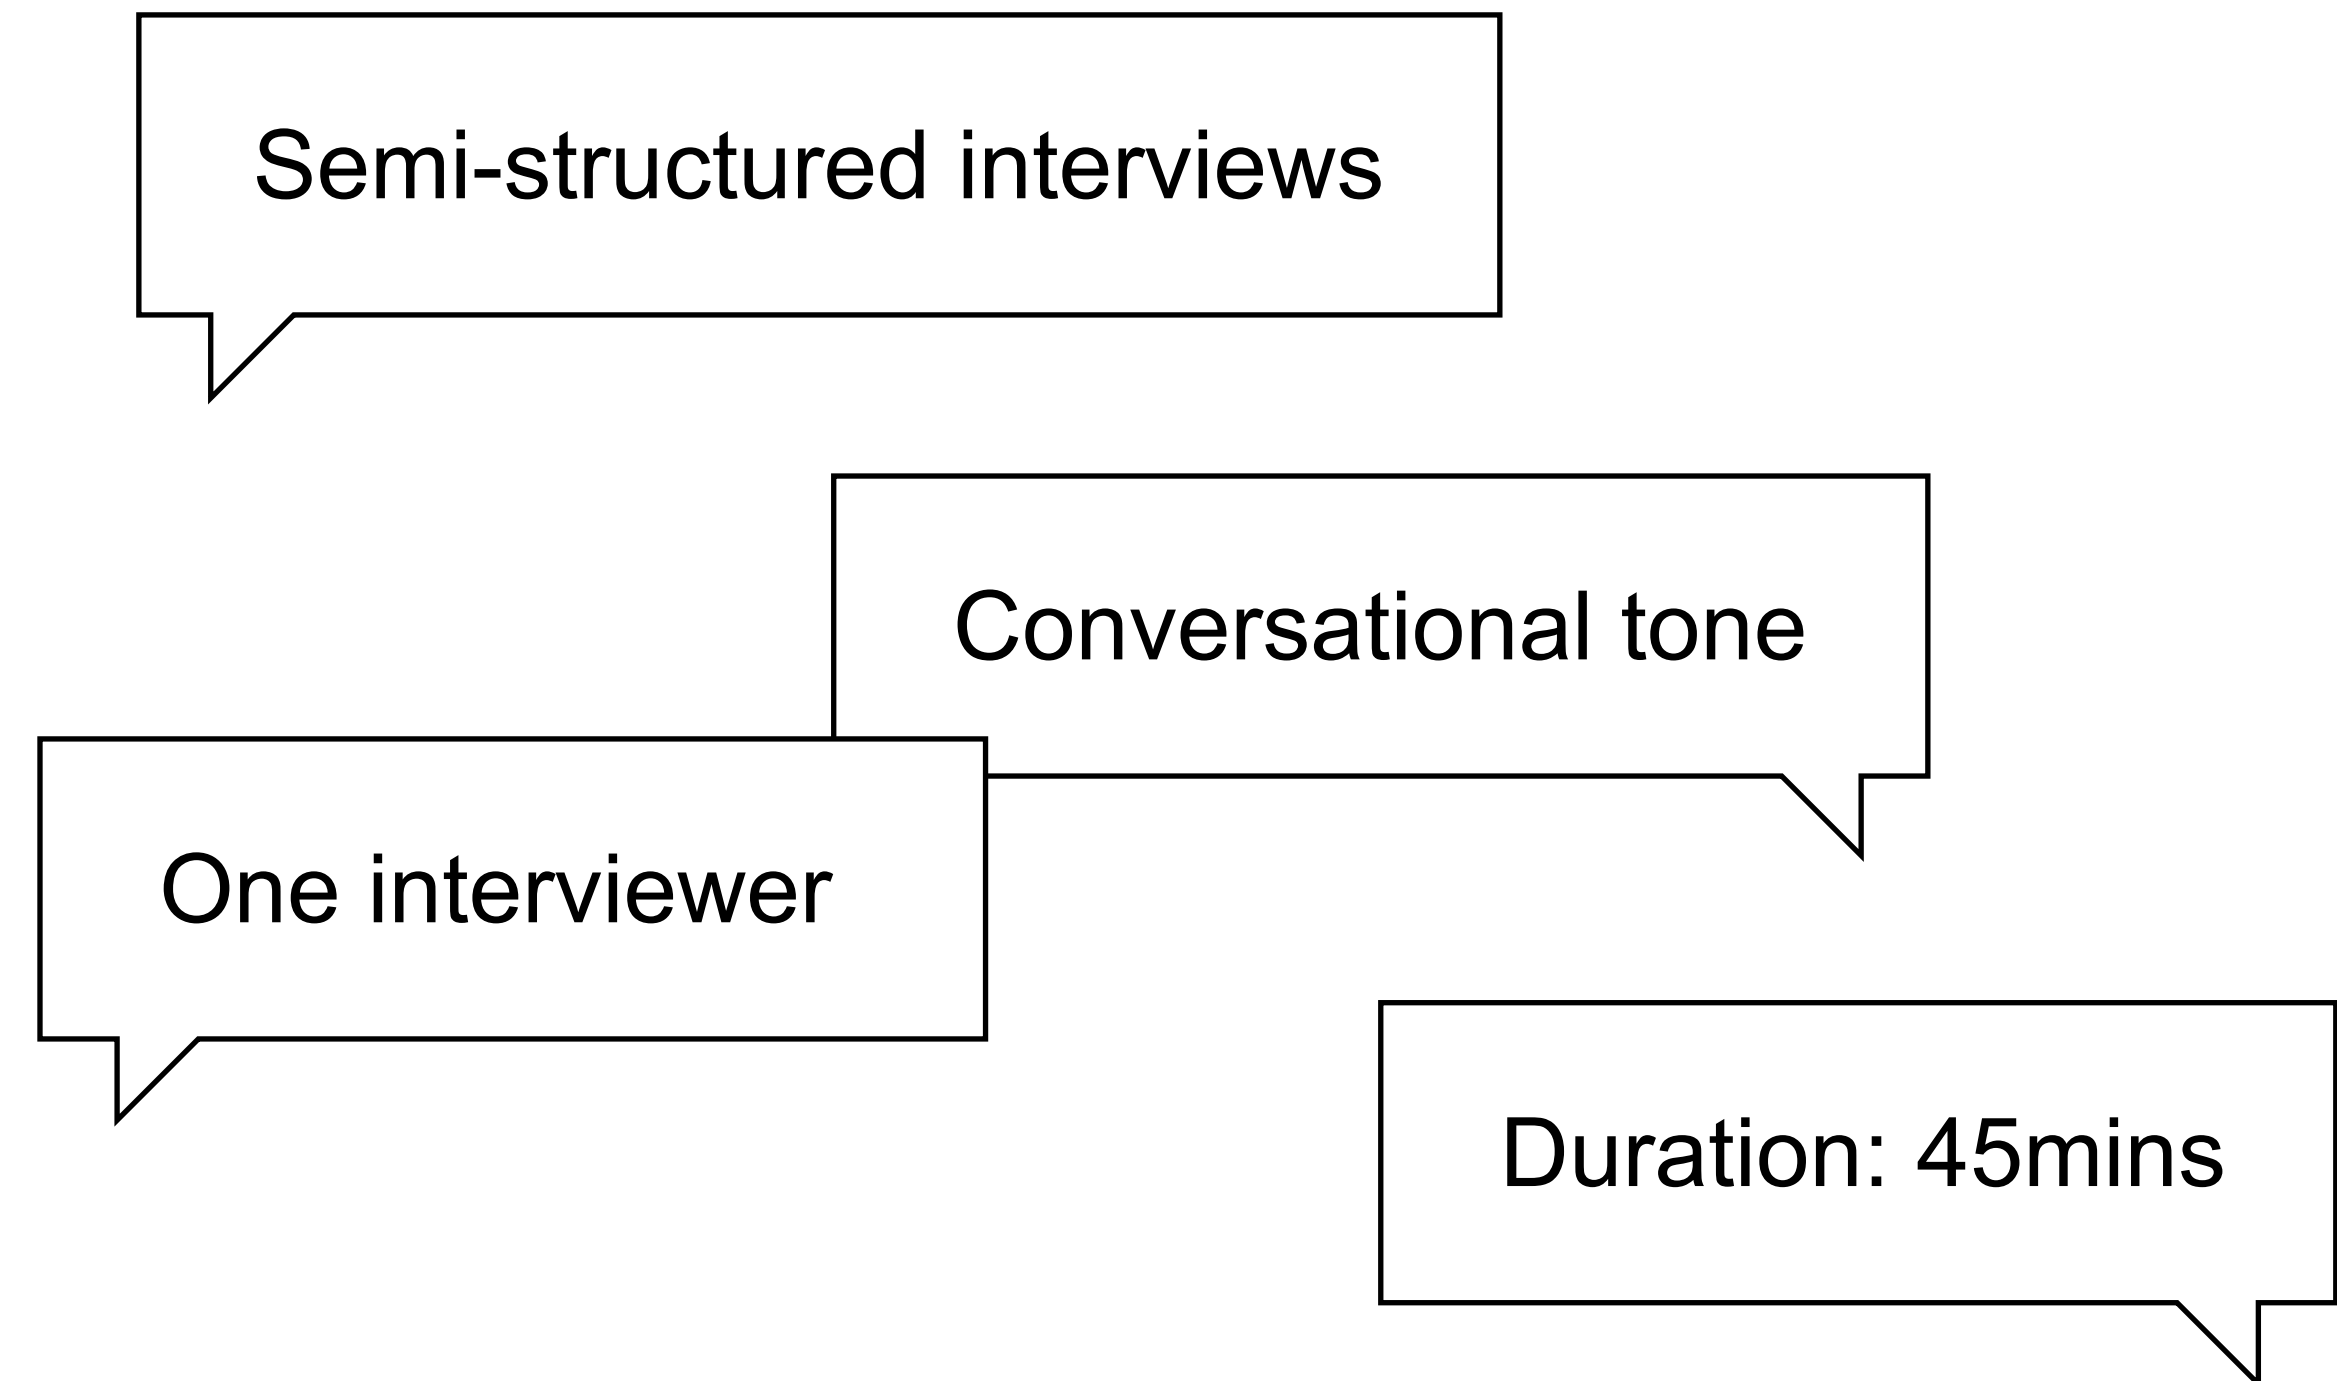 Semi-structured interviews
Conversational tone
One interviewer
Duration: 45mins